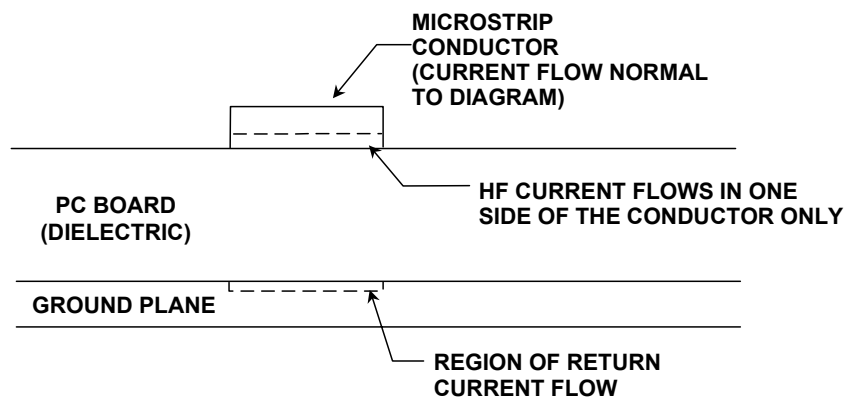 MICROSTRIP
CONDUCTOR
(CURRENT FLOW NORMAL
TO DIAGRAM)
HF CURRENT FLOWS IN ONE
SIDE OF THE CONDUCTOR ONLY
PC BOARD
(DIELECTRIC)
GROUND PLANE
REGION OF RETURN
CURRENT FLOW